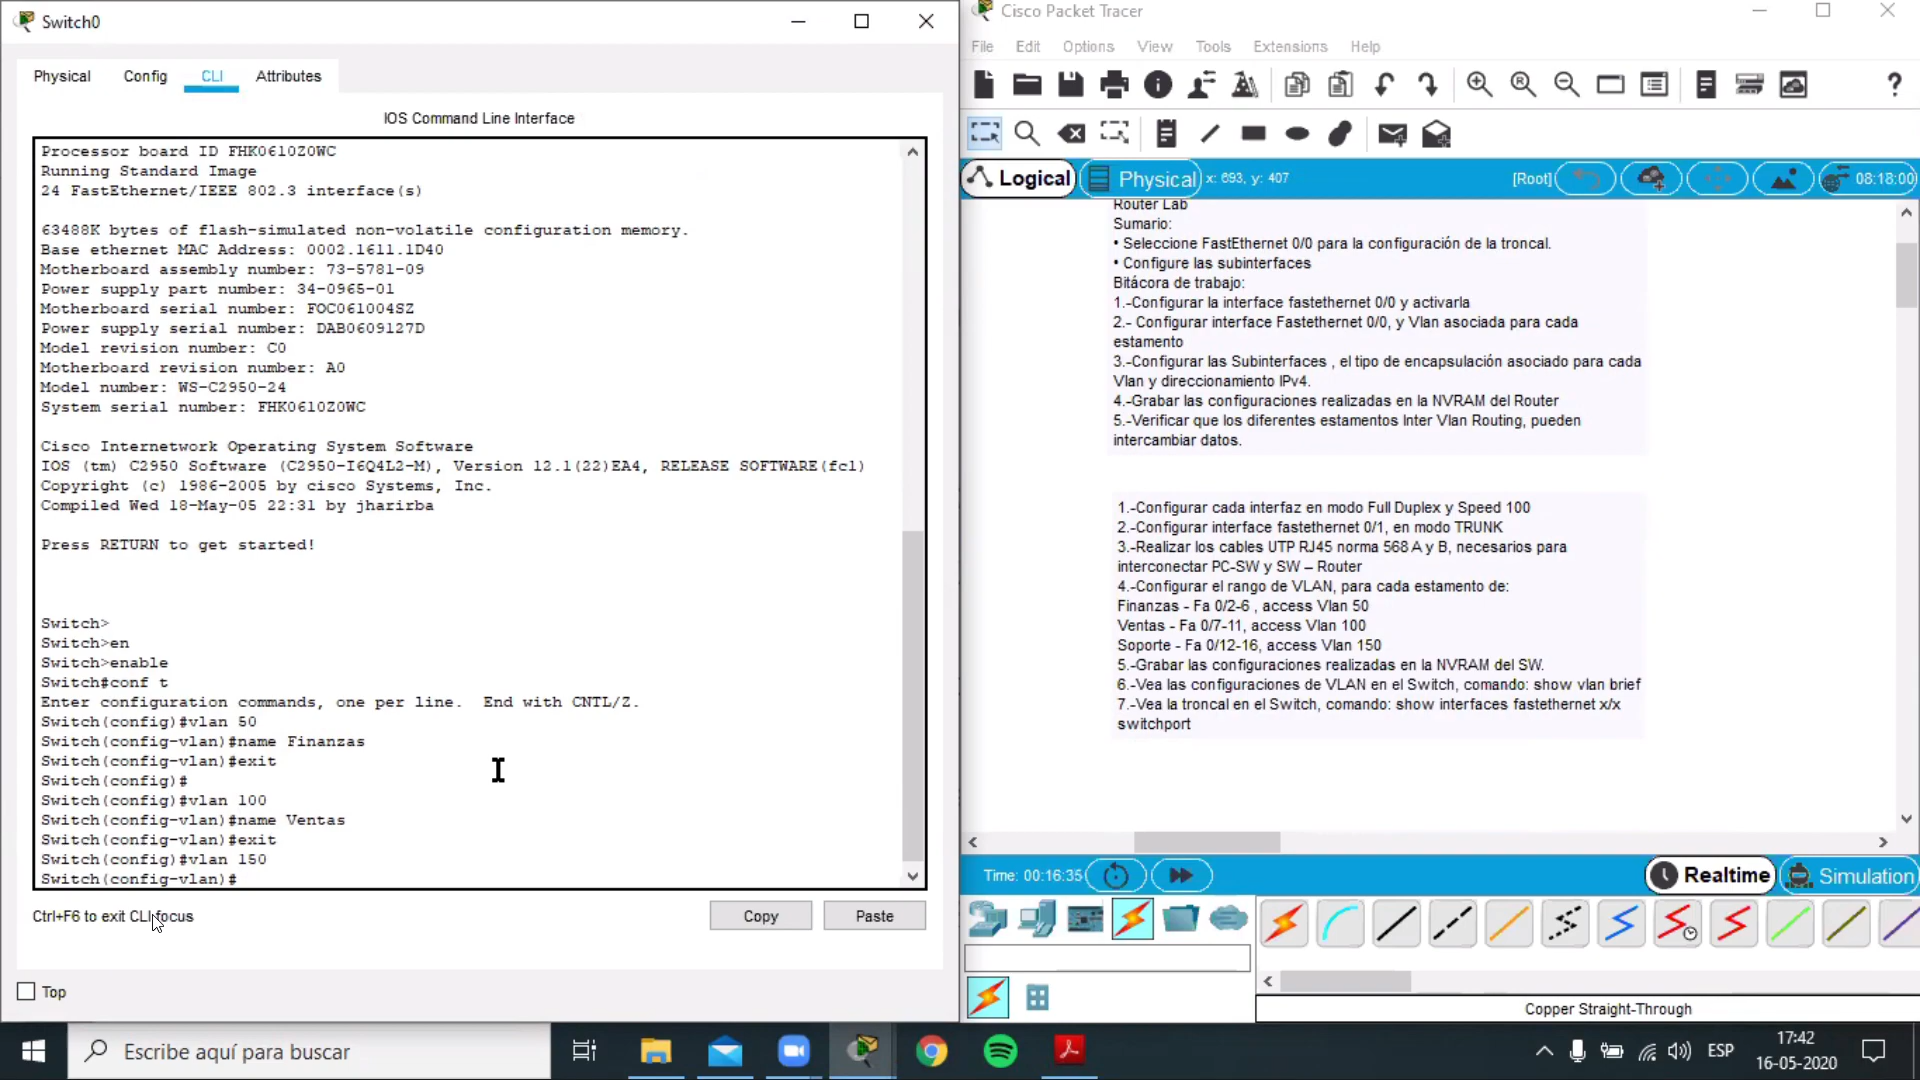 Switch0
Physical Config CLI Attributes
IOS Command Line Interface
Processor board ID FHK0610Z0WC
Running Standard Image
24 FastEthernet/IEEE 802.3 interface(s)
63488K bytes of flash-simulated non-volatile configuration memory.
Base ethernet MAC Address: 0002.1611.1D40
Motherboard assembly number: 73-5781-09
Power supply part number: 34-0965-01
Motherboard serial number: FOC061004SZ
Power supply serial number: DAB0609127D
Model revision number: C0
Motherboard revision number: A0
Model number: WS-C2950-24
System serial number: FHK0610Z0WC
Cisco Internetwork Operating System Software
IOS (tm) C2950 Software (C2950-I6Q4L2-M), Version 12.1(22)EA4, RELEASE SOFTWARE(fc1)
Copyright (c) 1986-2005 by cisco Systems, Inc.
Compiled Wed 18-May-05 22:31 by jharirba
Press RETURN to get started!
Switch>
Switch>en
Switch>enable
Switch#conf t
Enter configuration commands, one per line.  End with CNTL/Z.
Switch(config)#vlan 50
Switch(config-vlan)#name Finanzas
Switch(config-vlan)#exit
Switch(config)#
Switch(config)#vlan 100
Switch(config-vlan)#name Ventas
Switch(config-vlan)#exit
Switch(config)#vlan 150
Switch(config-vlan)#
Ctrl+F6 to exit CLI focus
Copy Paste
Top
Cisco Packet Tracer
File Edit Options View Tools Extensions Help
Logical Physical x: 693, y: 407 [Root] 08:18:00
Router Lab
Sumario:
• Seleccione FastEthernet 0/0 para la configuración de la troncal.
• Configure las subinterfaces
Bitácora de trabajo:
1.-Configurar la interface fastethernet 0/0 y activarla
2.- Configurar interface Fastethernet 0/0, y Vlan asociada para cada
estamento
3.-Configurar las Subinterfaces , el tipo de encapsulación asociado para cada
Vlan y direccionamiento IPv4.
4.-Grabar las configuraciones realizadas en la NVRAM del Router
5.-Verificar que los diferentes estamentos Inter Vlan Routing, pueden
intercambiar datos.
1.-Configurar cada interfaz en modo Full Duplex y Speed 100
2.-Configurar interface fastethernet 0/1, en modo TRUNK
3.-Realizar los cables UTP RJ45 norma 568 A y B, necesarios para
interconectar PC-SW y SW – Router
4.-Configurar el rango de VLAN, para cada estamento de:
Finanzas - Fa 0/2-6 , access Vlan 50
Ventas - Fa 0/7-11, access Vlan 100
Soporte - Fa 0/12-16, access Vlan 150
5.-Grabar las configuraciones realizadas en la NVRAM del SW.
6.-Vea las configuraciones de VLAN en el Switch, comando: show vlan brief
7.-Vea la troncal en el Switch, comando: show interfaces fastethernet x/x
switchport
Time: 00:16:35 Realtime Simulation
Copper Straight-Through
Escribe aquí para buscar
ESP
17:42
16-05-2020